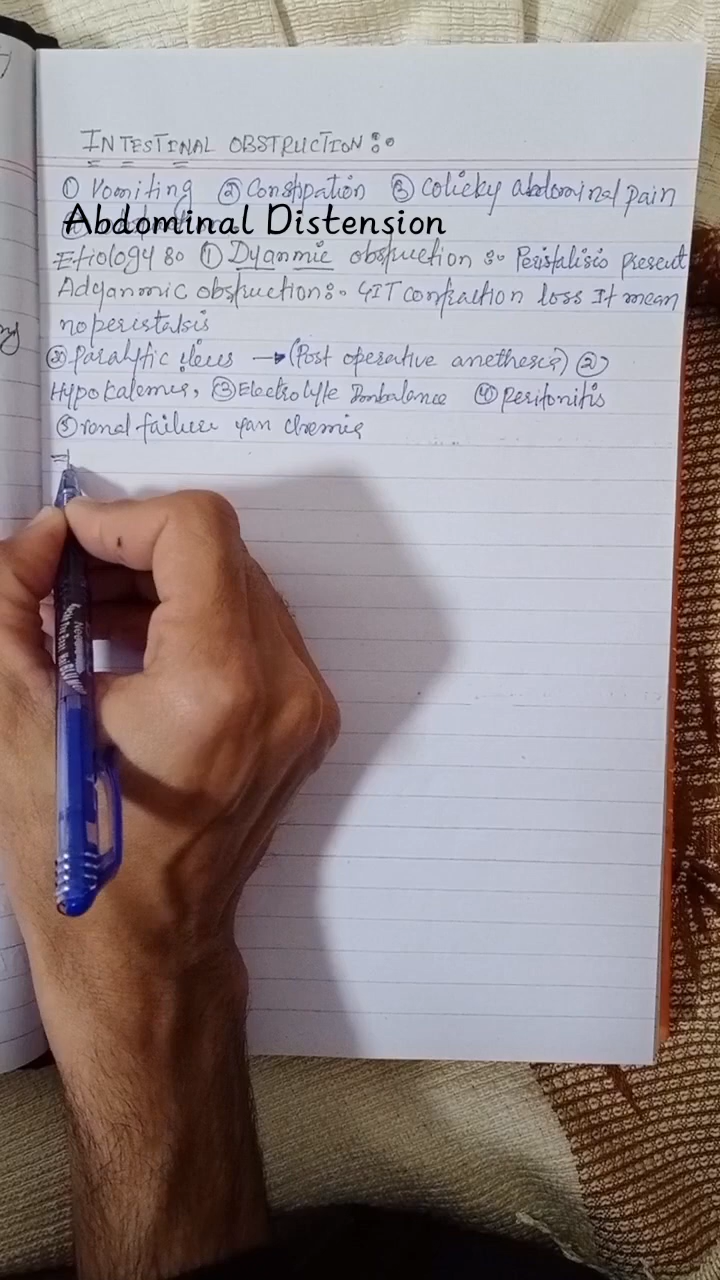 INTESTINAL OBSTRUCTION :-
① Vomiting ② Constipation ③ Colicky abdominal pain
Abdominal Distension
Etiology :- ① Dyanmic obstruction :- Peristalisis present
Adyanmic obstruction :- GIT contraction loss It mean
no peristalsis
Paralytic ileus → (Post operative anethesia) ②
Hypokalemia, ③ Electrolyte Imbalance ④ Peritonitis
⑤ renal failure